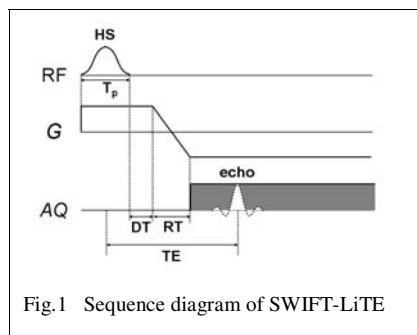 HS
RF
Tp
G
echo
AQ
DT RT
TE
Fig.1 Sequence diagram of SWIFT-LiTE